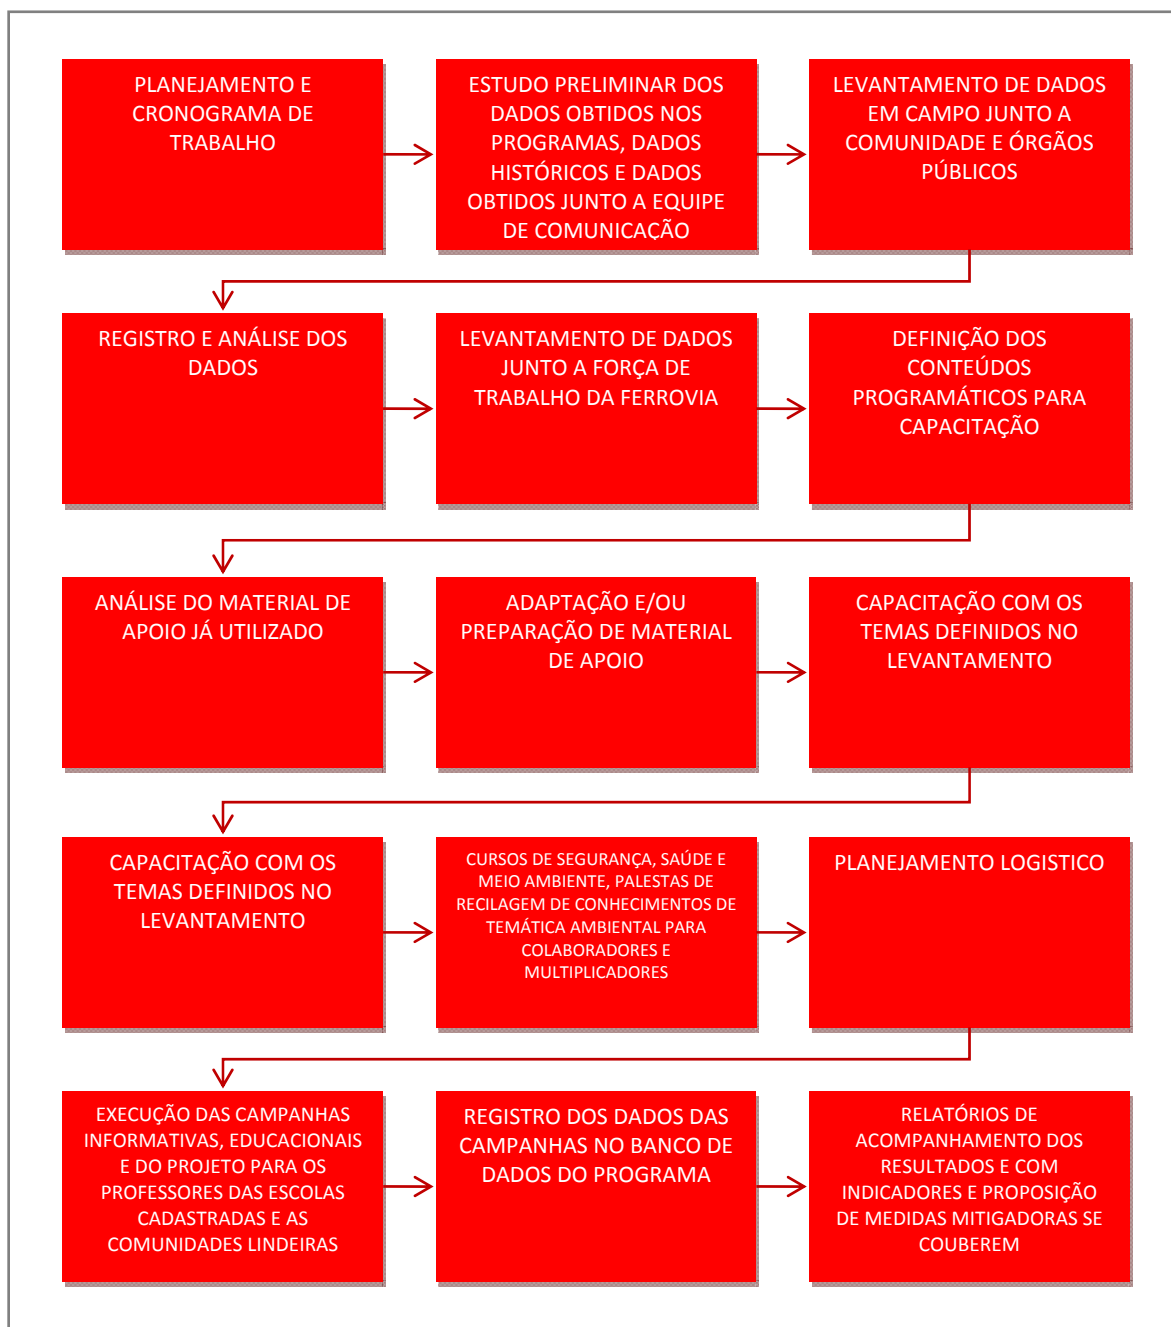 PLANEJAMENTO E
CRONOGRAMA DE
TRABALHO
ESTUDO PRELIMINAR DOS
DADOS OBTIDOS NOS
PROGRAMAS, DADOS
HISTÓRICOS E DADOS
OBTIDOS JUNTO A EQUIPE
DE COMUNICAÇÃO
LEVANTAMENTO DE DADOS
EM CAMPO JUNTO A
COMUNIDADE E ÓRGÃOS
PÚBLICOS
REGISTRO E ANÁLISE DOS
DADOS
LEVANTAMENTO DE DADOS
JUNTO A FORÇA DE
TRABALHO DA FERROVIA
DEFINIÇÃO DOS
CONTEÚDOS
PROGRAMÁTICOS PARA
CAPACITAÇÃO
ANÁLISE DO MATERIAL DE
APOIO JÁ UTILIZADO
ADAPTAÇÃO E/OU
PREPARAÇÃO DE MATERIAL
DE APOIO
CAPACITAÇÃO COM OS
TEMAS DEFINIDOS NO
LEVANTAMENTO
CAPACITAÇÃO COM OS
TEMAS DEFINIDOS NO
LEVANTAMENTO
CURSOS DE SEGURANÇA, SAÚDE E
MEIO AMBIENTE, PALESTAS DE
RECILAGEM DE CONHECIMENTOS DE
TEMÁTICA AMBIENTAL PARA
COLABORADORES E
MULTIPLICADORES
PLANEJAMENTO LOGISTICO
EXECUÇÃO DAS CAMPANHAS
INFORMATIVAS, EDUCACIONAIS
E DO PROJETO PARA OS
PROFESSORES DAS ESCOLAS
CADASTRADAS E AS
COMUNIDADES LINDEIRAS
REGISTRO DOS DADOS DAS
CAMPANHAS NO BANCO DE
DADOS DO PROGRAMA
RELATÓRIOS DE
ACOMPANHAMENTO DOS
RESULTADOS E COM
INDICADORES E PROPOSIÇÃO
DE MEDIDAS MITIGADORAS SE
COUBEREM